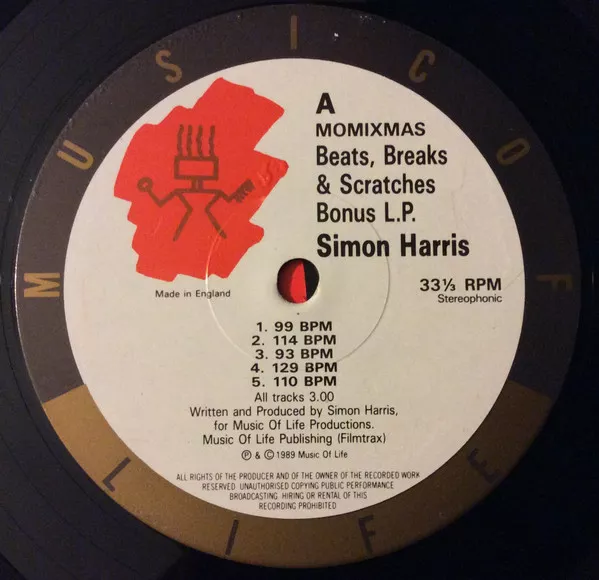 MUSIC OF LIFE
A
MOMIXMAS
Beats, Breaks
& Scratches
Bonus L.P.
Simon Harris
Made in England
33⅓ RPM
Stereophonic
1. 99 BPM
2. 114 BPM
3. 93 BPM
4. 129 BPM
5. 110 BPM
All tracks 3.00
Written and Produced by Simon Harris,
for Music Of Life Productions.
Music Of Life Publishing (Filmtrax)
℗ & © 1989 Music Of Life
ALL RIGHTS OF THE PRODUCER AND OF THE OWNER OF THE RECORDED WORK
RESERVED UNAUTHORISED COPYING PUBLIC PERFORMANCE
BROADCASTING HIRING OR RENTAL OF THIS
RECORDING PROHIBITED